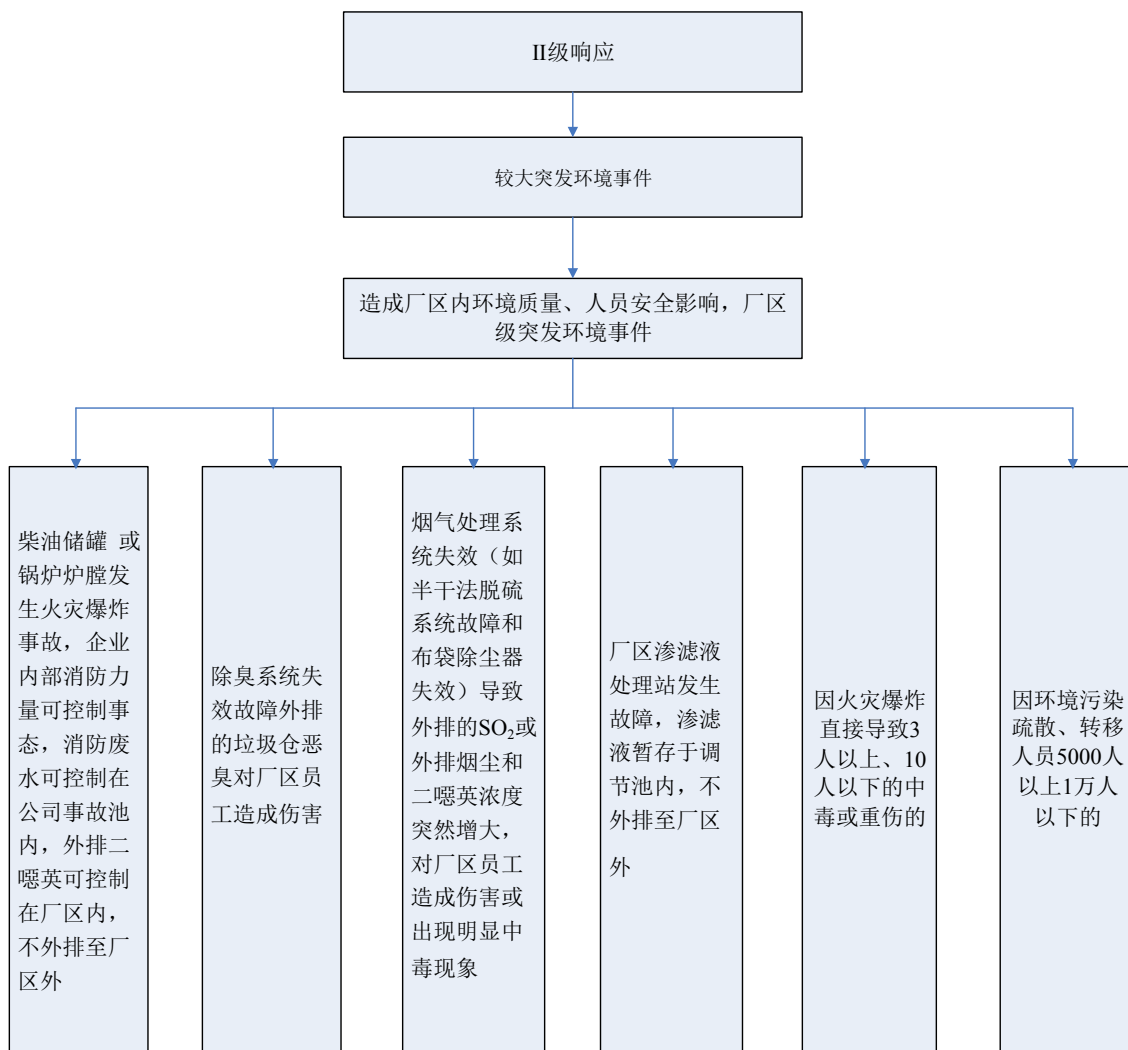 II级响应
较大突发环境事件
造成厂区内环境质量、人员安全影响，厂区
级突发环境事件
柴油储罐 或
锅炉炉膛发
生火灾爆炸
事故，企业
内部消防力
量可控制事
态，消防废
水可控制在
公司事故池
内，外排二
噁英可控制
在厂区内，
不外排至厂
区外
除臭系统失
效故障外排
的垃圾仓恶
臭对厂区员
工造成伤害
烟气处理系
统失效（如
半干法脱硫
系统故障和
布袋除尘器
失效）导致
外排的SO₂或
外排烟尘和
二噁英浓度
突然增大，
对厂区员工
造成伤害或
出现明显中
毒现象
厂区渗滤液
处理站发生
故障，渗滤
液暂存于调
节池内，不
外排至厂区
外
因火灾爆炸
直接导致3
人以上、10
人以下的中
毒或重伤的
因环境污染
疏散、转移
人员5000人
以上1万人
以下的